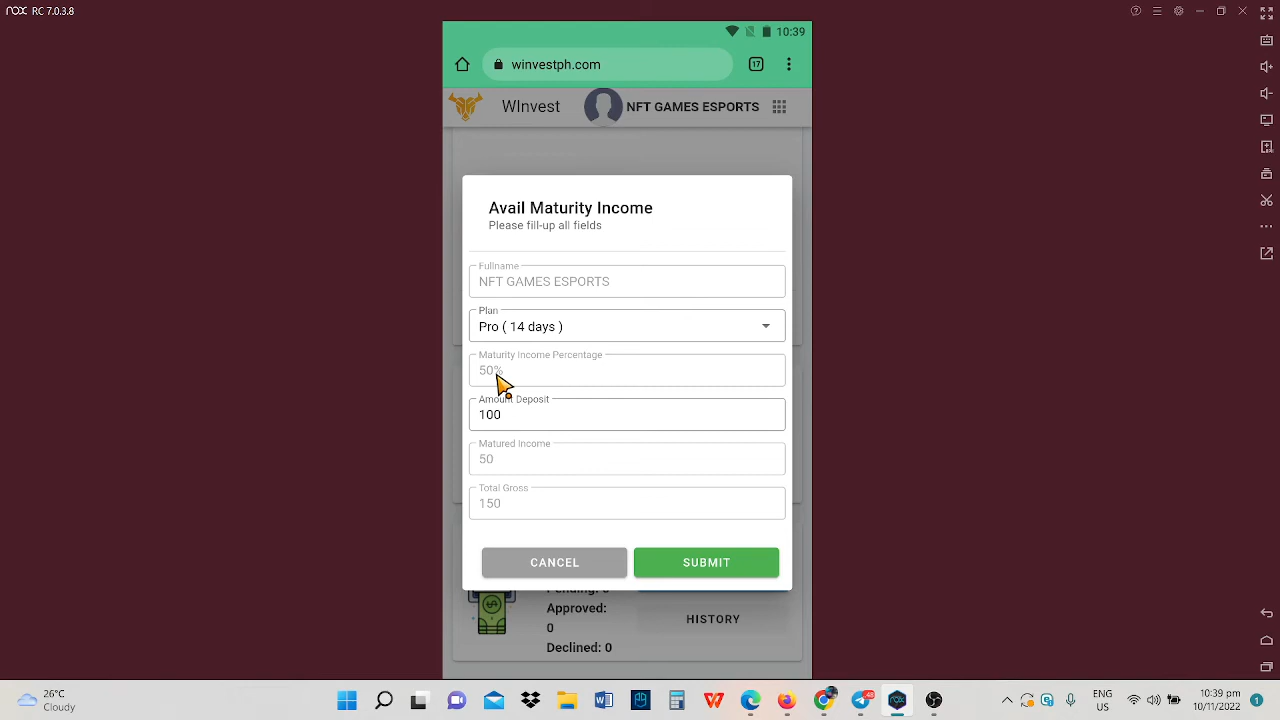 nox RC 7.0.3.8
10:39
winvestph.com
17
WInvest
NFT GAMES ESPORTS
Avail Maturity Income
Please fill-up all fields
Fullname
NFT GAMES ESPORTS
Plan
Pro ( 14 days )
Maturity Income Percentage
50%
Amount Deposit
100
Matured Income
50
Total Gross
150
CANCEL
SUBMIT
Approved:
0
Declined: 0
HISTORY
26°C
Cloudy
ENG
PH
10:39 pm
10/11/2022
1